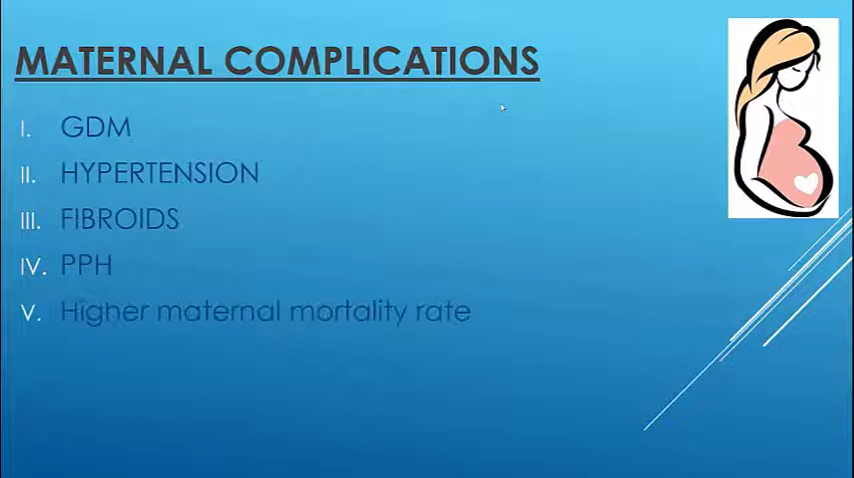 MATERNAL COMPLICATIONS
I. GDM
II. HYPERTENSION
III. FIBROIDS
IV. PPH
V. Higher maternal mortality rate